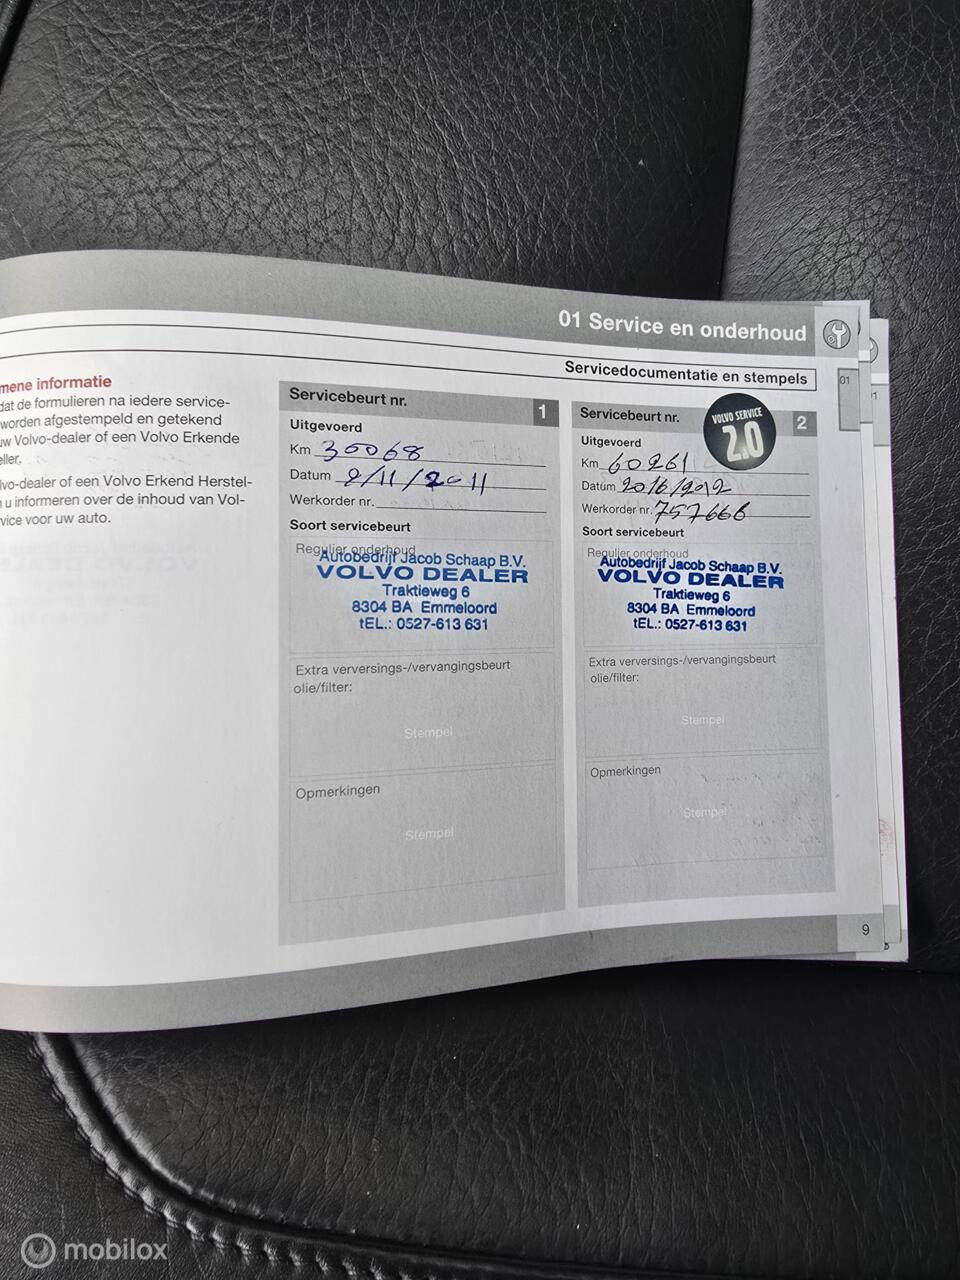 01 Service en onderhoud
Servicedocumentatie en stempels
01
mene informatie
dat de formulieren na iedere service-
worden afgestempeld en getekend
uw Volvo-dealer of een Volvo Erkende
eller.
lvo-dealer of een Volvo Erkend Herstel-
u informeren over de inhoud van Vol-
vice voor uw auto.
Servicebeurt nr. 1
Uitgevoerd
Km 30068
Datum 2/11/2011
Werkorder nr.
Soort servicebeurt
Regulier onderhoud
Autobedrijf Jacob Schaap B.V.
VOLVO DEALER
Traktieweg 6
8304 BA Emmeloord
tEL.: 0527-613 631
Extra verversings-/vervangingsbeurt
olie/filter:
Stempel
Opmerkingen
Stempel
Servicebeurt nr. 2
VOLVO SERVICE
2.0
Uitgevoerd
Km 60261
Datum 20/6/2012
Werkorder nr. 757666
Soort servicebeurt
Regulier onderhoud
Autobedrijf Jacob Schaap B.V.
VOLVO DEALER
Traktieweg 6
8304 BA Emmeloord
tEL.: 0527-613 631
Extra verversings-/vervangingsbeurt
olie/filter:
Stempel
Opmerkingen
Stempel
9
mobilox